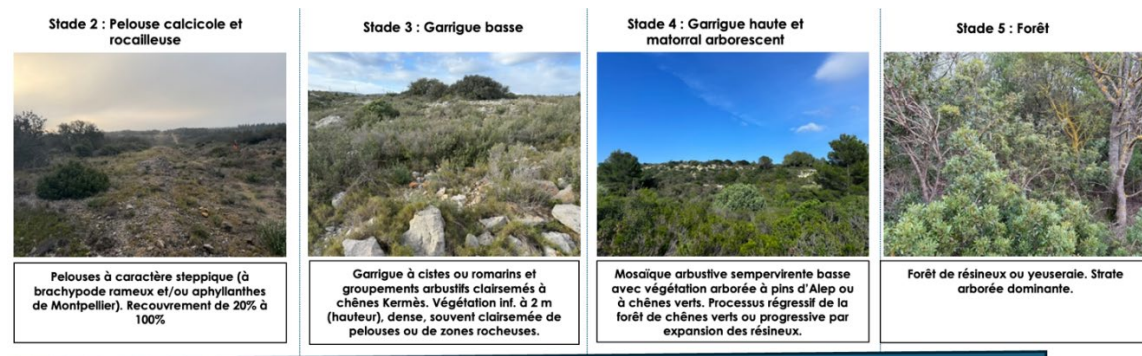 Stade 2 : Pelouse calcicole et
rocailleuse
Stade 3 : Garrigue basse
Stade 4 : Garrigue haute et
matorral arborescent
Stade 5 : Forêt
Pelouses à caractère steppique (à
brachypode rameux et/ou aphyllanthes
de Montpellier). Recouvrement de 20% à
100%
Garrigue à cistes ou romarins et
groupements arbustifs clairsemés à
chênes Kermès. Végétation inf. à 2 m
(hauteur), dense, souvent clairsemée de
pelouses ou de zones rocheuses.
Mosaïque arbustive sempervirente basse
avec végétation arborée à pins d'Alep ou
à chênes verts. Processus régressif de la
forêt de chênes verts ou progressive par
expansion des résineux.
Forêt de résineux ou yeuseraie. Strate
arborée dominante.